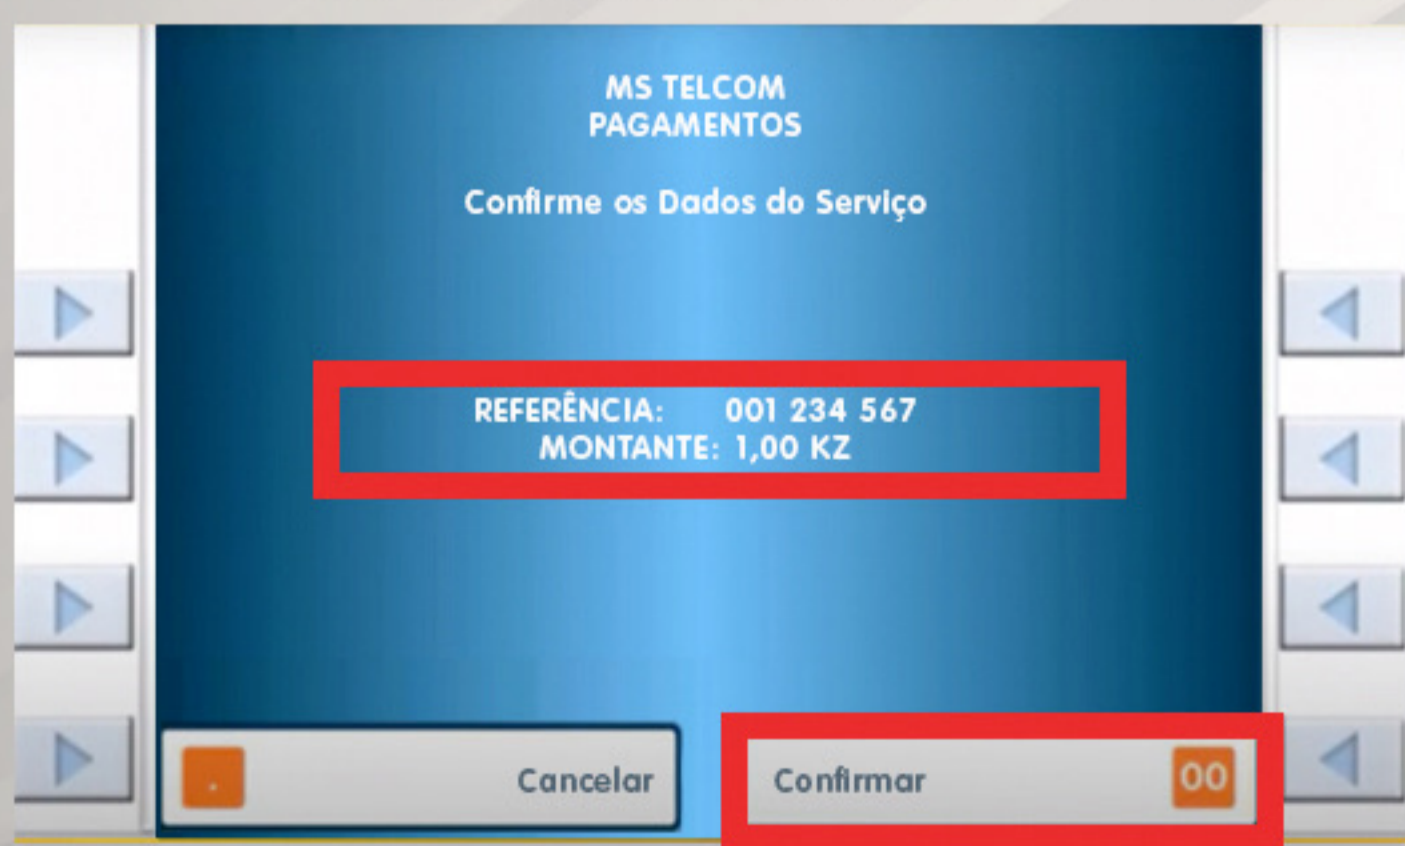 MS TELCOM
PAGAMENTOS
Confirme os Dados do Serviço
REFERÊNCIA: 001 234 567
MONTANTE: 1,00 KZ
. Cancelar
Confirmar 00